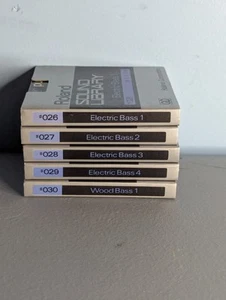 Roland
SOUND
LIBRARY
#026 Electric Bass 1
#027 Electric Bass 2
#028 Electric Bass 3
#029 Electric Bass 4
#030 Wood Bass 1